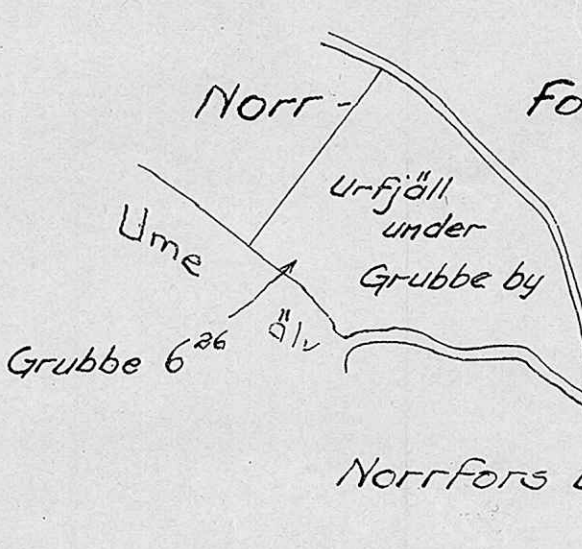 Norr-
Fo
Urfjäll
under
Grubbe by
Ume
älv
Grubbe 6²⁶
Norrfors